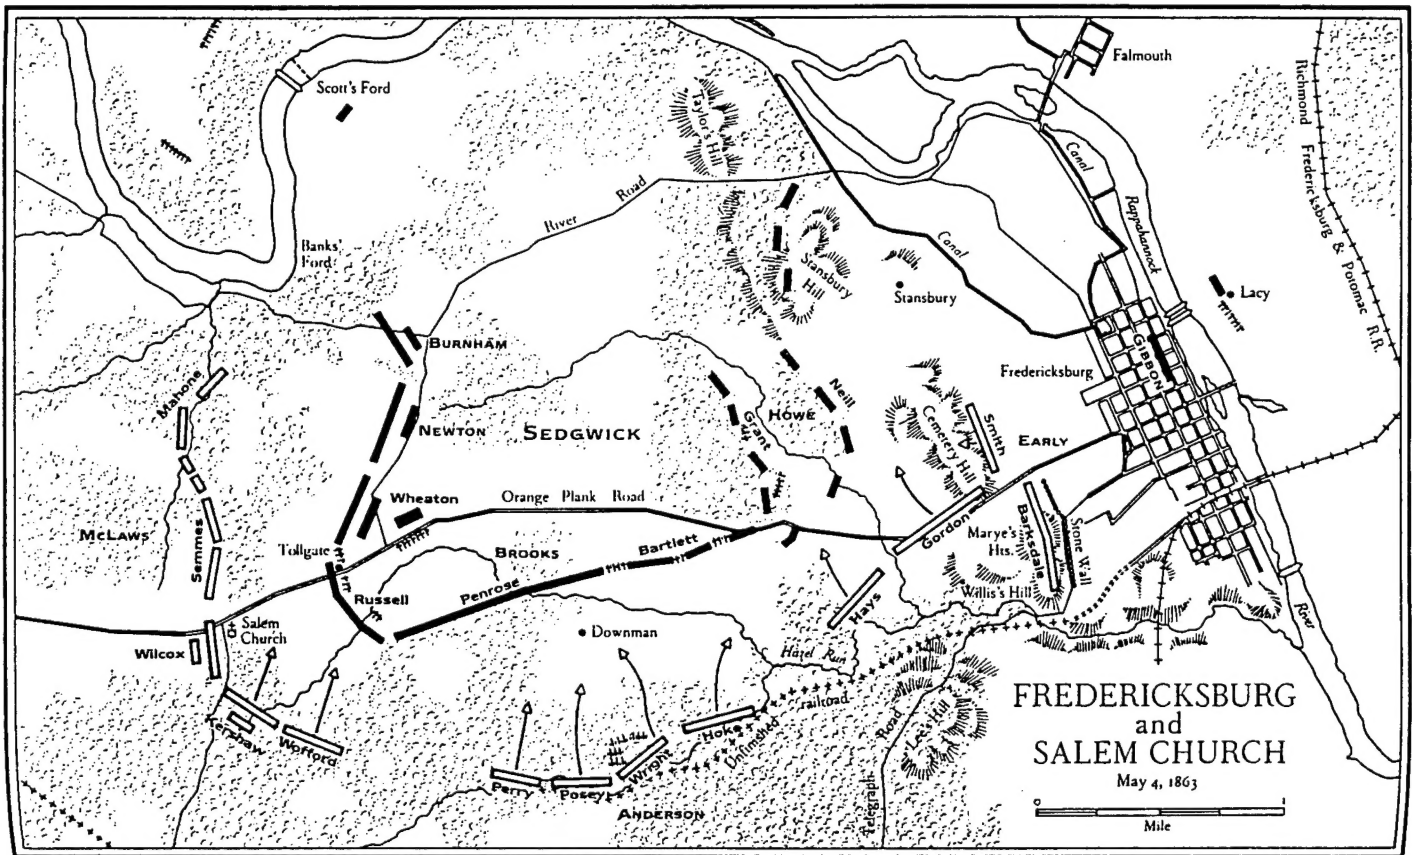 Scott's Ford
Falmouth
Taylor's Hill
Richmond Fredericksburg & Potomac R.R.
Canal
River Road
Rappahannock
Banks' Ford
Canal
Stansbury Hill
Stansbury
Lacy
BURNHAM
GIBBON
Fredericksburg
Mahone
Neill
HOWE
Grant
NEWTON
SEDGWICK
Cemetery Hill
Smith
EARLY
Wheaton
Orange Plank Road
McLAWS
Semmes
Tollgate
BROOKS
Bartlett
Gordon
Marye's
Hts.
Barksdale
Stone Wall
Russell
Penrose
Hays
Willis's Hill
Salem
Church
Downman
River
Wilcox
Hazel Run
Kershaw
Wofford
Hoke
Unfinished railroad
Telegraph Road
Lee's Hill
Wright
Perry
Posey
ANDERSON
FREDERICKSBURG
and
SALEM CHURCH
May 4, 1863
0 1
Mile